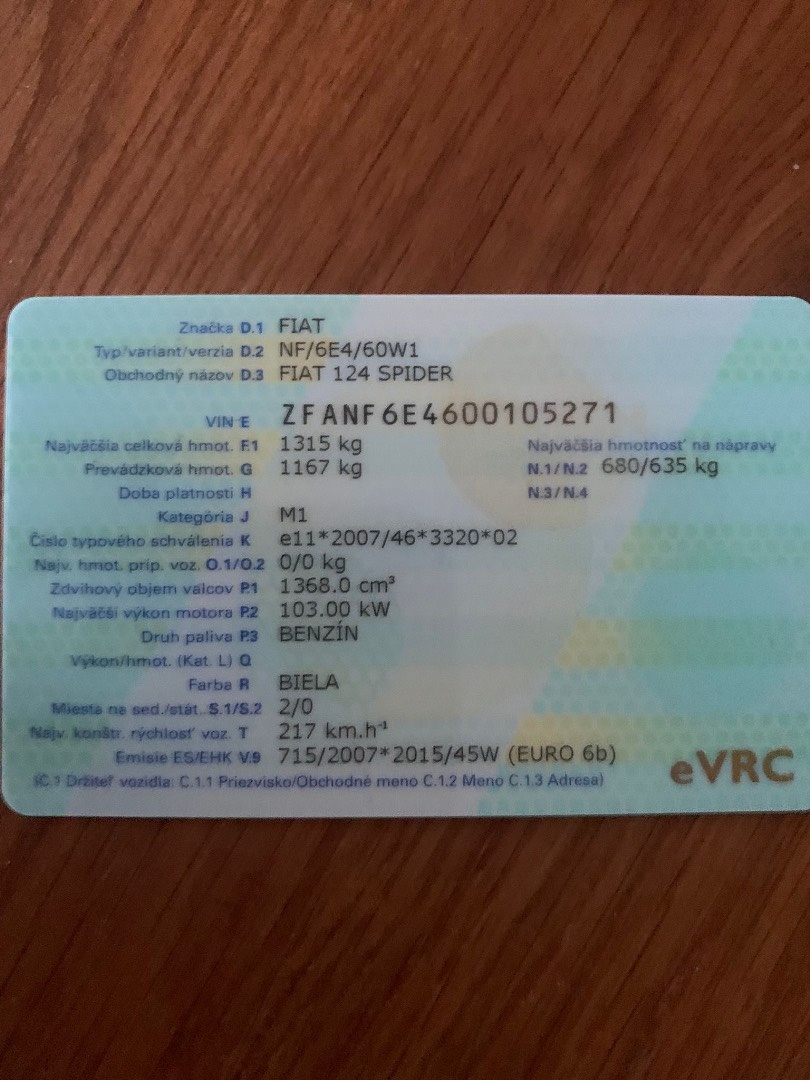 Značka D.1 FIAT
Typ/variant/verzia D.2 NF/6E4/60W1
Obchodný názov D.3 FIAT 124 SPIDER
VIN E ZFANF6E4600105271
Najväčšia celková hmot. F.1 1315 kg Najväčšia hmotnosť na nápravy
Prevádzková hmot. G 1167 kg N.1/N.2 680/635 kg
Doba platnosti H N.3/N.4
Kategória J M1
Číslo typového schválenia K e11*2007/46*3320*02
Najv. hmot. príp. voz. O.1/O.2 0/0 kg
Zdvihový objem valcov P.1 1368.0 cm³
Najväčší výkon motora P.2 103.00 kW
Druh paliva P.3 BENZÍN
Výkon/hmot. (Kat. L) Q
Farba R BIELA
Miesta na sed./stát. S.1/S.2 2/0
Najv. konštr. rýchlosť voz. T 217 km.h⁻¹
Emisie ES/EHK V.9 715/2007*2015/45W (EURO 6b)
(C.1 Držiteľ vozidla: C.1.1 Priezvisko/Obchodné meno C.1.2 Meno C.1.3 Adresa)
eVRC